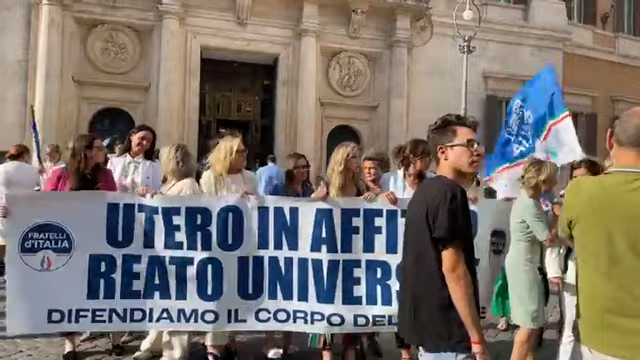 FRATELLI
d'ITALIA
UTERO IN AFFI
REATO UNIVERS
DIFENDIAMO IL CORPO DEL